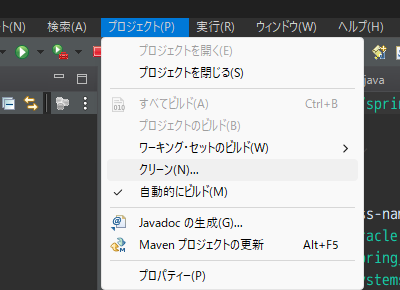 ト(N) 検索(A) プロジェクト(P) 実行(R) ウィンドウ(W) ヘルプ(H)
プロジェクトを開く(E)
プロジェクトを閉じる(S)
java
すべてビルド(A) Ctrl+B
spri
プロジェクトのビルド(B)
ワーキング・セットのビルド(W)
クリーン(N)...
自動的にビルド(M)
ss-nam
Javadoc の生成(G)...
racle
Maven プロジェクトの更新 Alt+F5
pring.
プロパティー(P)
systems